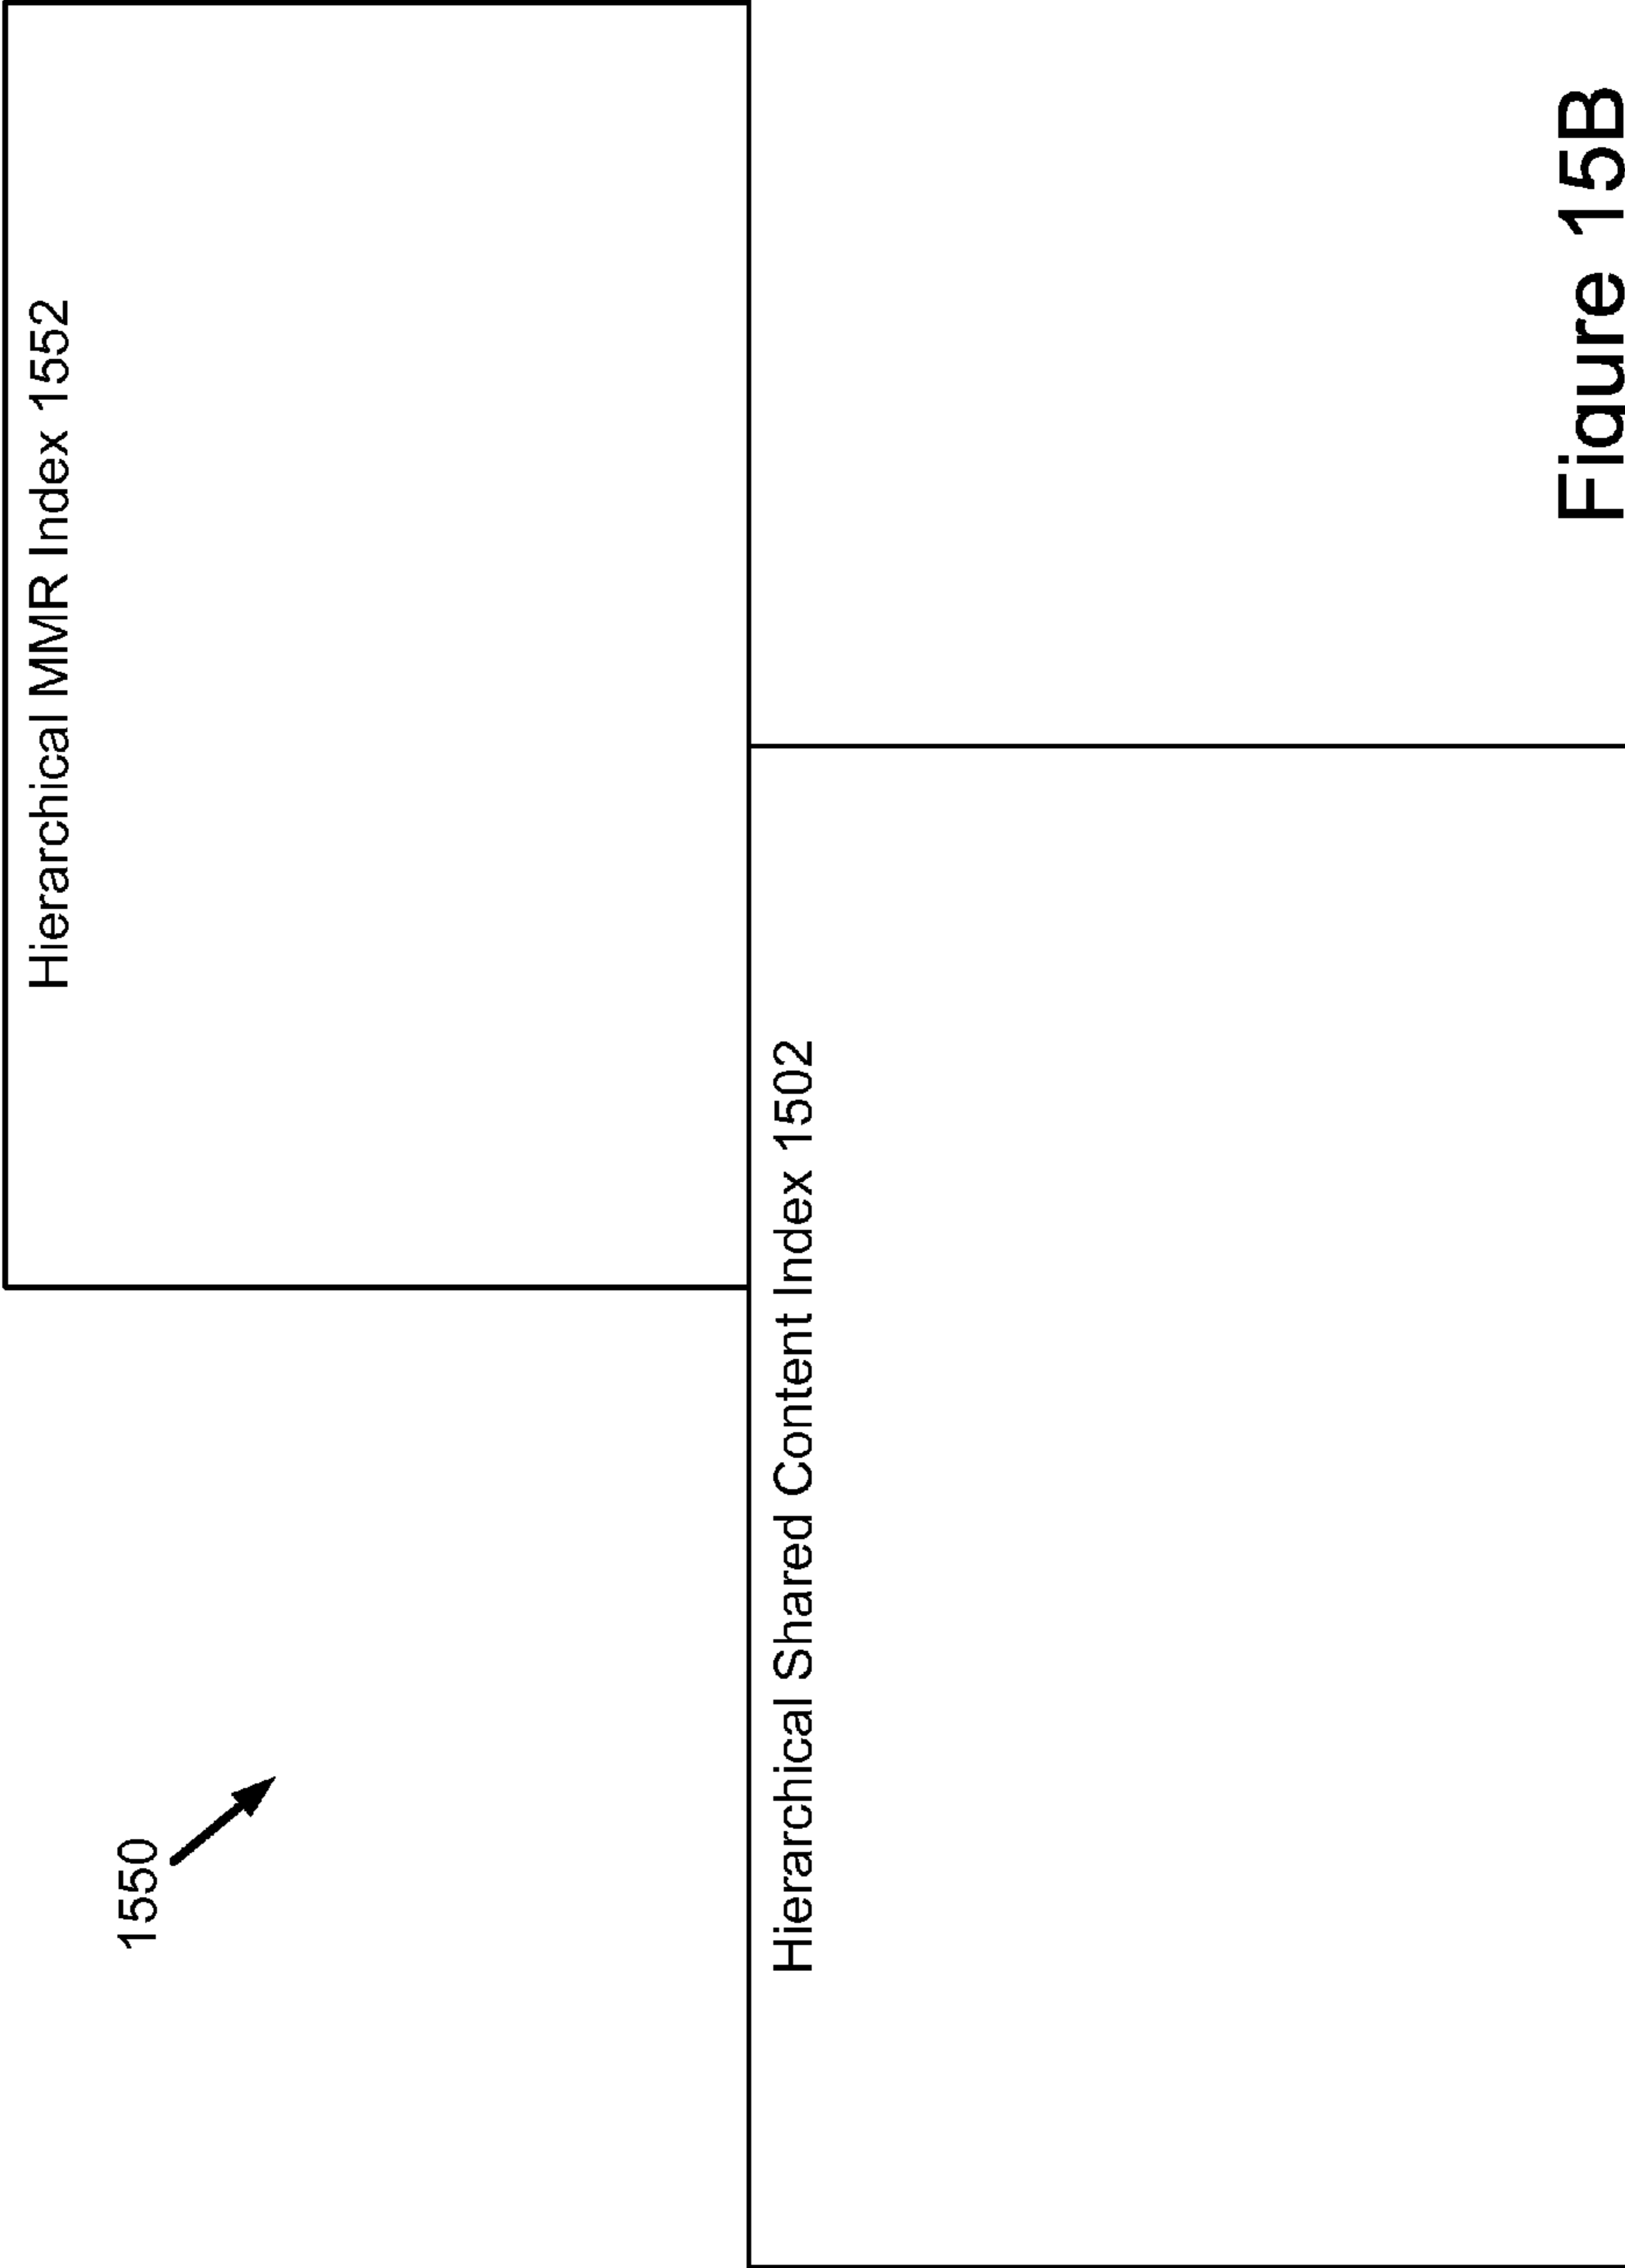 1550
Hierarchical MMR Index 1552
Hierarchical Shared Content Index 1502
Figure 15B